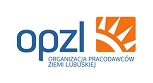 opzl
ORGANIZACJA PRACODAWCÓW
ZIEMI LUBUSKIEJ